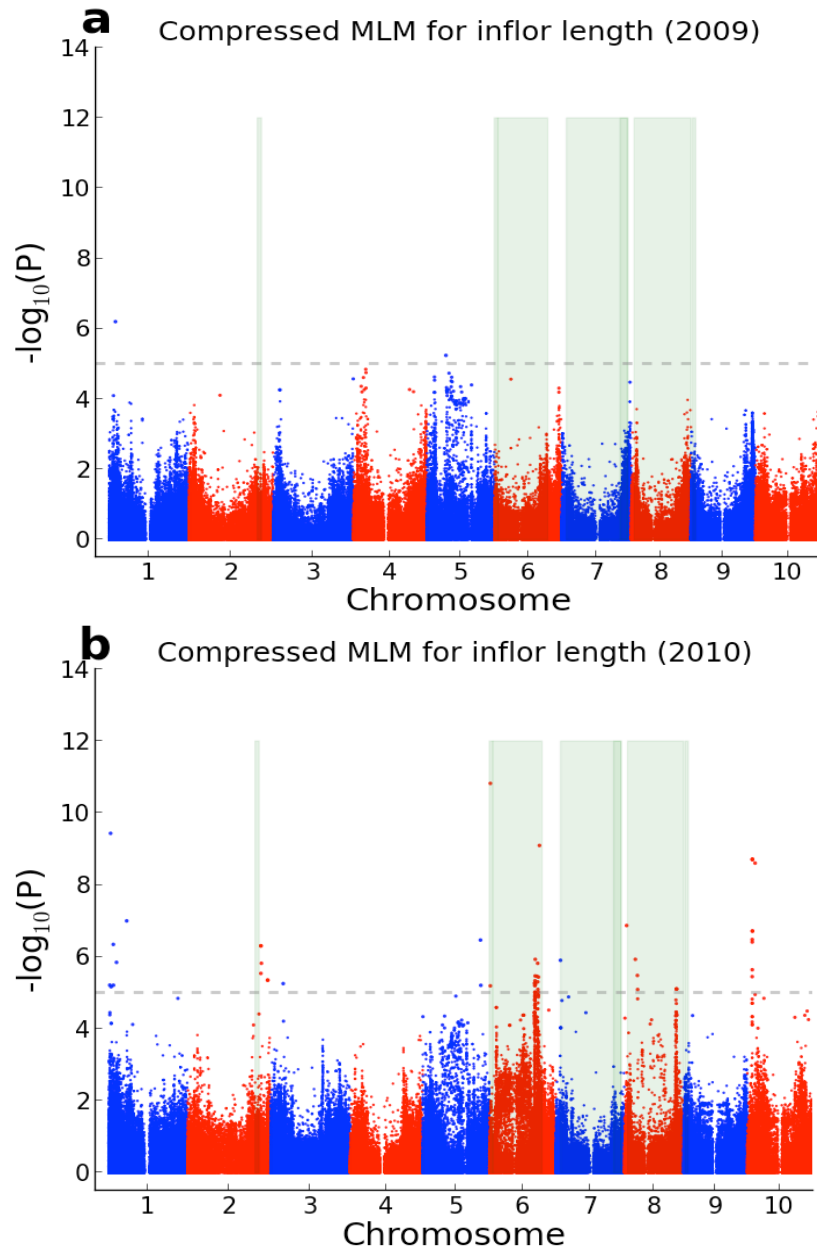 a Compressed MLM for inflor length (2009)
14
12
10
8
6
4
2
0
-log₁₀(P)
1 2 3 4 5 6 7 8 9 10
Chromosome
b Compressed MLM for inflor length (2010)
14
12
10
8
6
4
2
0
-log₁₀(P)
1 2 3 4 5 6 7 8 9 10
Chromosome